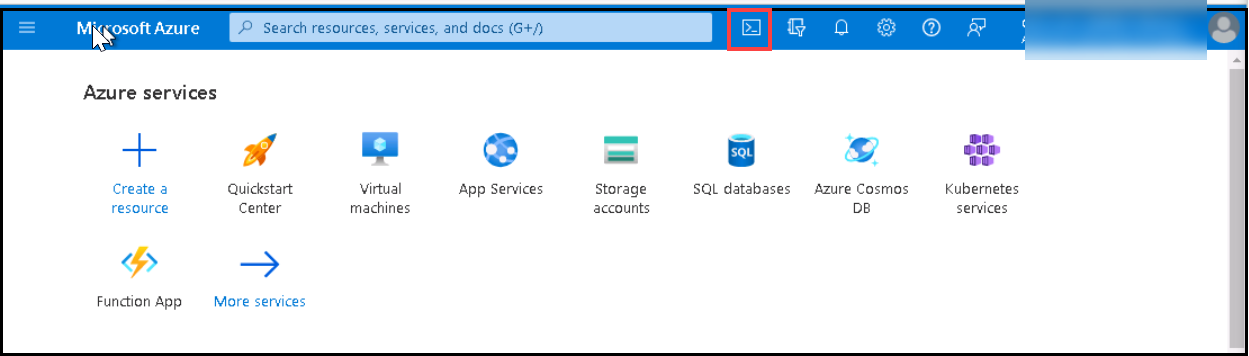 Microsoft Azure
Search resources, services, and docs (G+/)
Azure services
Create a
resource
Quickstart
Center
Virtual
machines
App Services
Storage
accounts
SQL
SQL databases
Azure Cosmos
DB
Kubernetes
services
Function App
More services